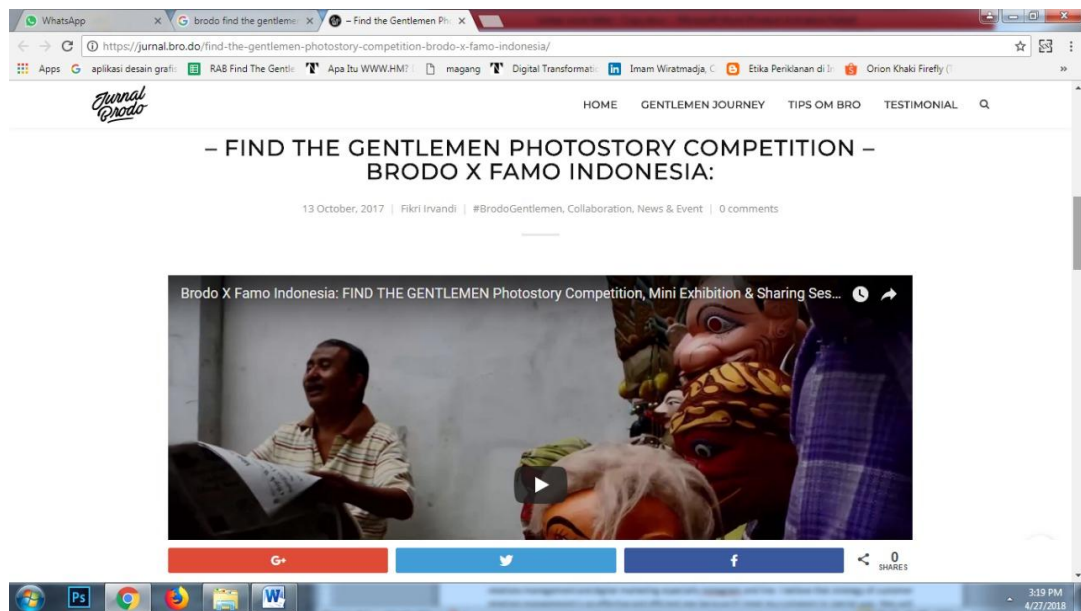 WhatsApp
brodo find the gentleme
– Find the Gentlemen Ph
https://jurnal.bro.do/find-the-gentlemen-photostory-competition-brodo-x-famo-indonesia/
Apps
aplikasi desain grafis
RAB Find The Gentle
Apa Itu WWW.HM?
magang
Digital Transformatic
Imam Wiratmadja, C
Etika Periklanan di In
Orion Khaki Firefly (
»
Jurnal
Brodo
HOME GENTLEMEN JOURNEY TIPS OM BRO TESTIMONIAL
– FIND THE GENTLEMEN PHOTOSTORY COMPETITION –
BRODO X FAMO INDONESIA:
13 October, 2017 | Fikri Irvandi | #BrodoGentlemen, Collaboration, News & Event | 0 comments
Brodo X Famo Indonesia: FIND THE GENTLEMEN Photostory Competition, Mini Exhibition & Sharing Ses...
G+
f
0
SHARES
Ps
W
3:19 PM
4/27/2018